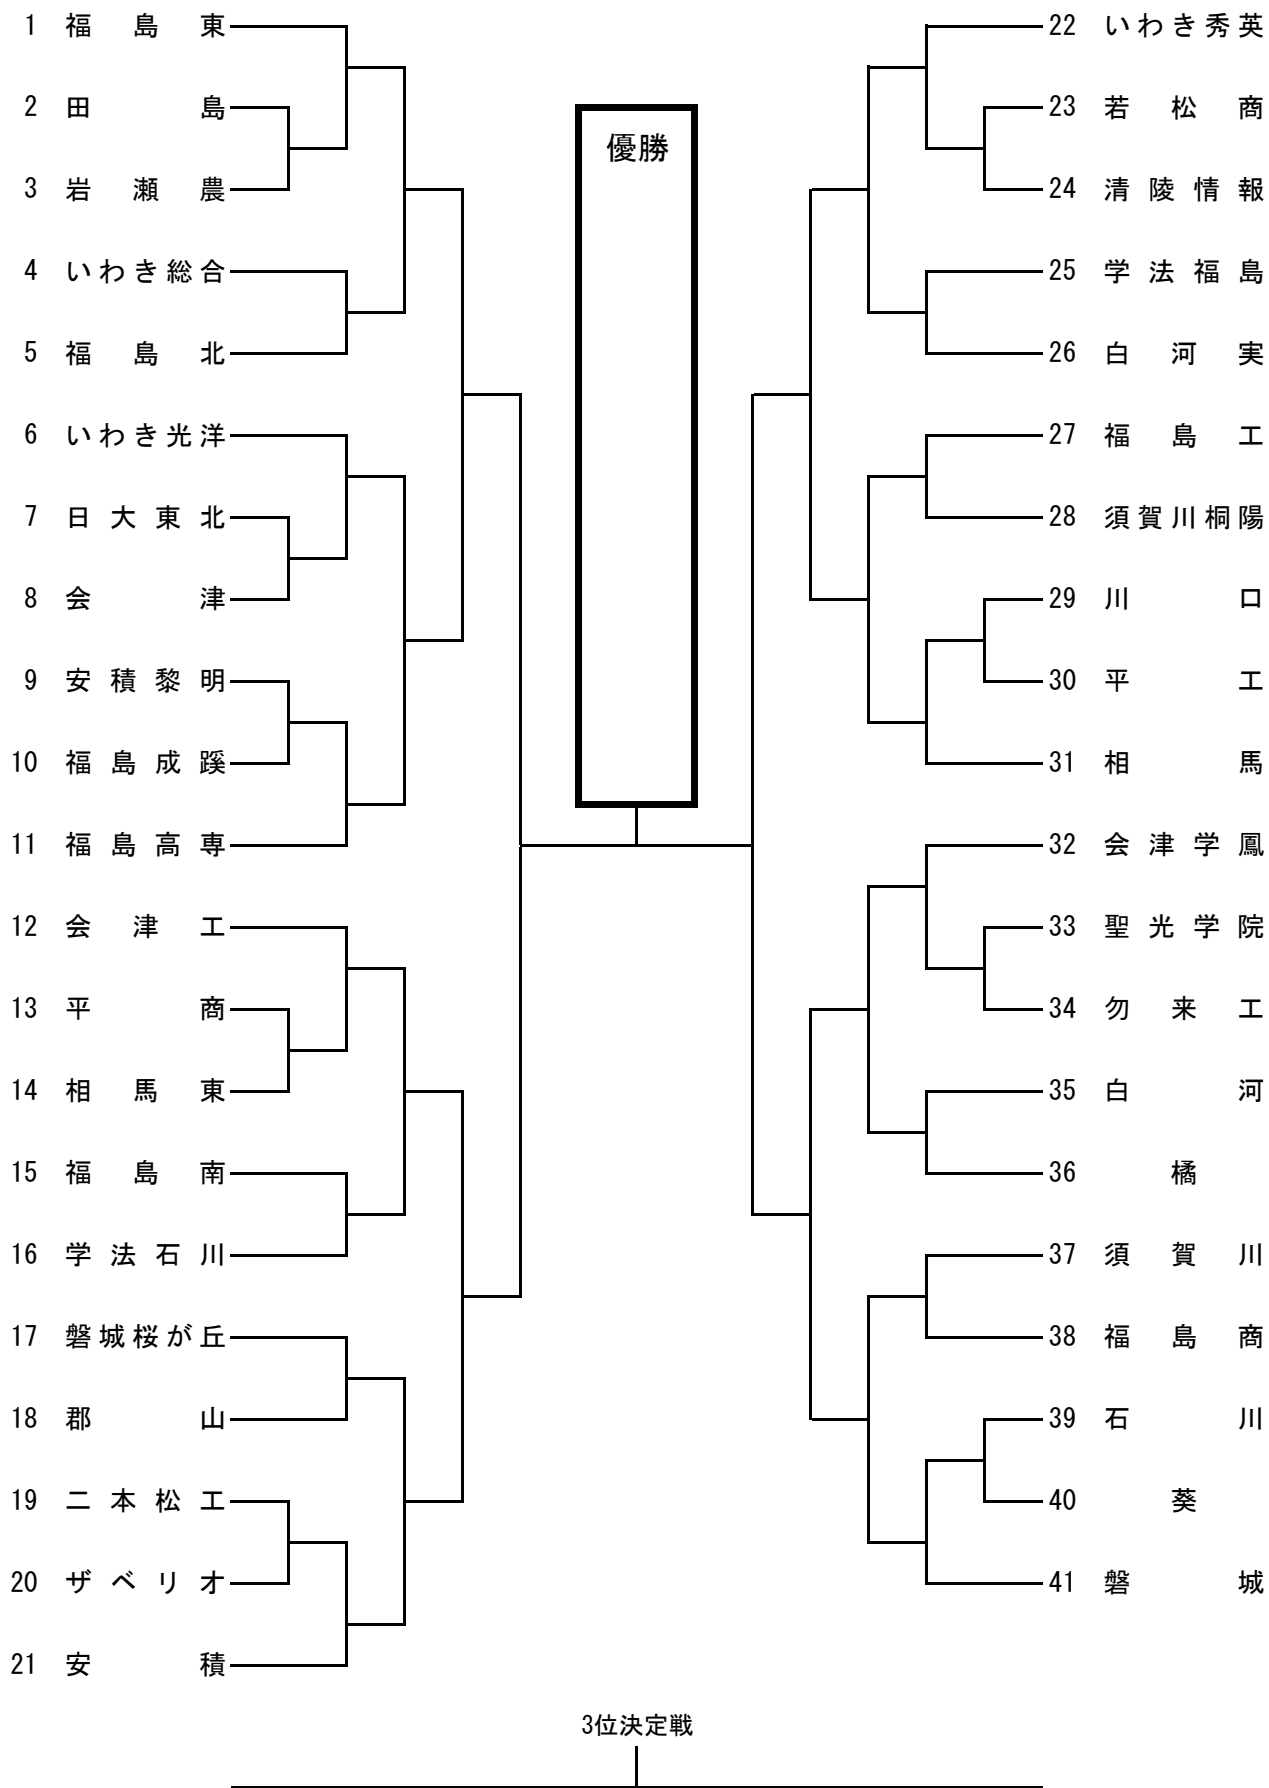 1 福島東
2 田島
3 岩瀬農
4 いわき総合
5 福島北
6 いわき光洋
7 日大東北
8 会津
9 安積黎明
10 福島成蹊
11 福島高専
12 会津工
13 平商
14 相馬東
15 福島南
16 学法石川
17 磐城桜が丘
18 郡山
19 二本松工
20 ザベリオ
21 安積
優勝
22 いわき秀英
23 若松商
24 清陵情報
25 学法福島
26 白河実
27 福島工
28 須賀川桐陽
29 川口
30 平工
31 相馬
32 会津学鳳
33 聖光学院
34 勿来工
35 白河
36 橘
37 須賀川
38 福島商
39 石川
40 葵
41 磐城
3位決定戦